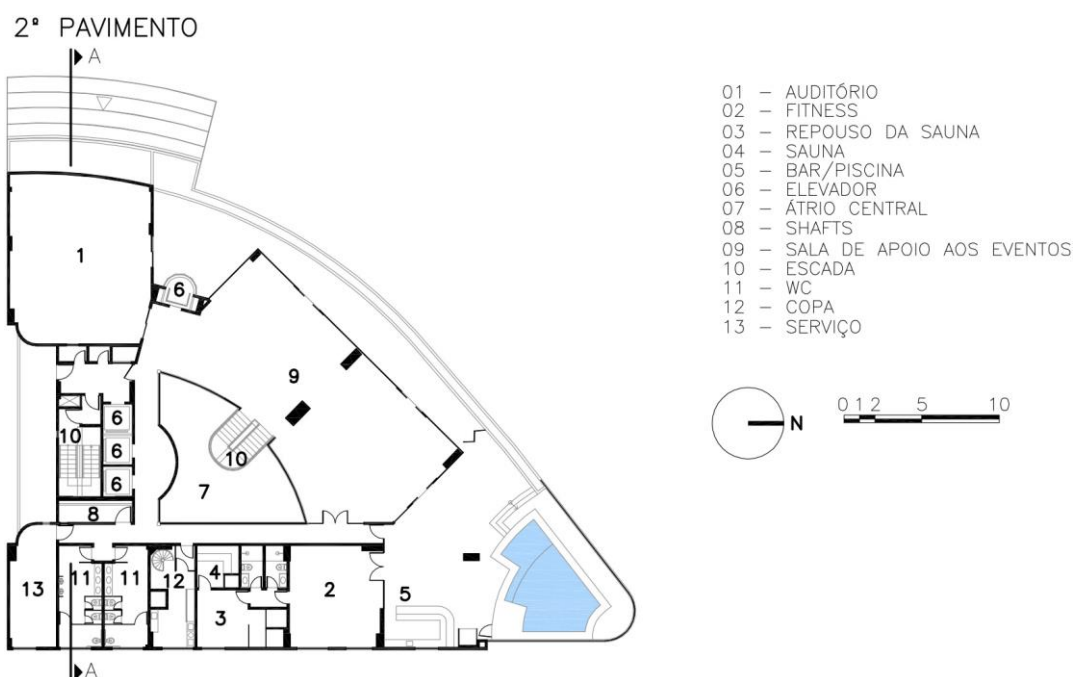 2º PAVIMENTO
A
01 – AUDITÓRIO
02 – FITNESS
03 – REPOUSO DA SAUNA
04 – SAUNA
05 – BAR/PISCINA
06 – ELEVADOR
07 – ÁTRIO CENTRAL
08 – SHAFTS
09 – SALA DE APOIO AOS EVENTOS
10 – ESCADA
11 – WC
12 – COPA
13 – SERVIÇO
1
6
9
6
10
6
10
7
6
8
N
0 1 2 5 10
13
11
11
12
4
3
2
5
A